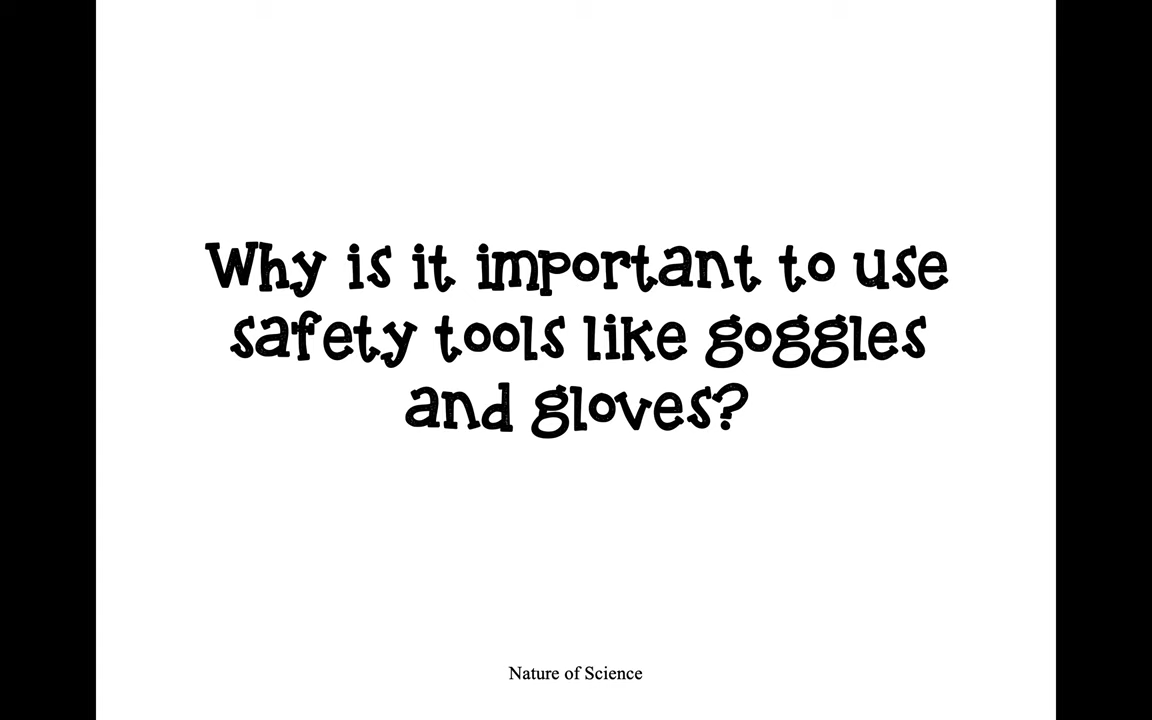 Why is it important to use
safety tools like goggles
and gloves?
Nature of Science